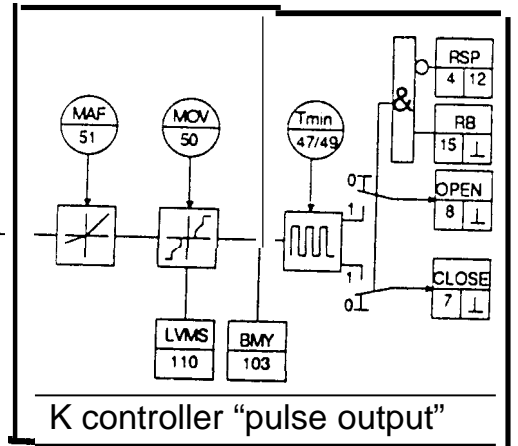 RSP
4 12
&
MAF
51
MOV
50
Tmin
47/49
RB
15 ⊥
0
1
OPEN
8 ⊥
1
0
CLOSE
7 ⊥
LVMS
110
BMY
103
K controller “pulse output”